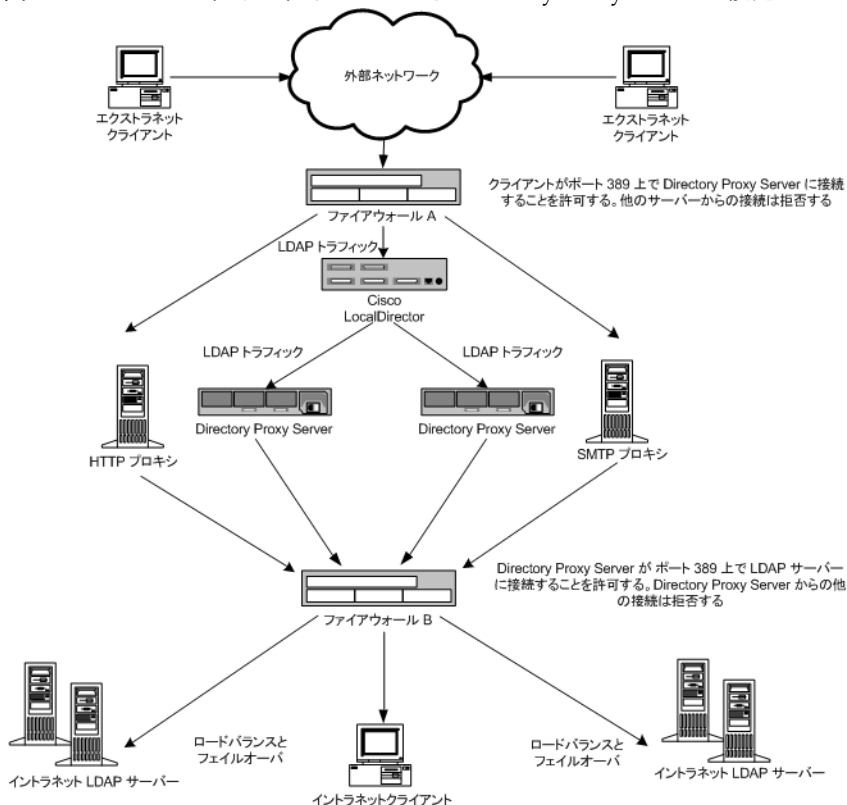 外部ネットワーク
エクストラネット
クライアント
エクストラネット
クライアント
クライアントがポート 389 上で Directory Proxy Server に接続
することを許可する。他のサーバーからの接続は拒否する
ファイアウォール A
LDAP トラフィック
Cisco
LocalDirector
LDAP トラフィック
LDAP トラフィック
Directory Proxy Server
Directory Proxy Server
HTTP プロキシ
SMTP プロキシ
Directory Proxy Server が ポート 389 上で LDAP サーバー
に接続することを許可する。Directory Proxy Server からの他
の接続は拒否する
ファイアウォール B
ロードバランスと
フェイルオーバ
ロードバランスと
フェイルオーバ
イントラネット LDAP サーバー
イントラネット LDAP サーバー
イントラネットクライアント